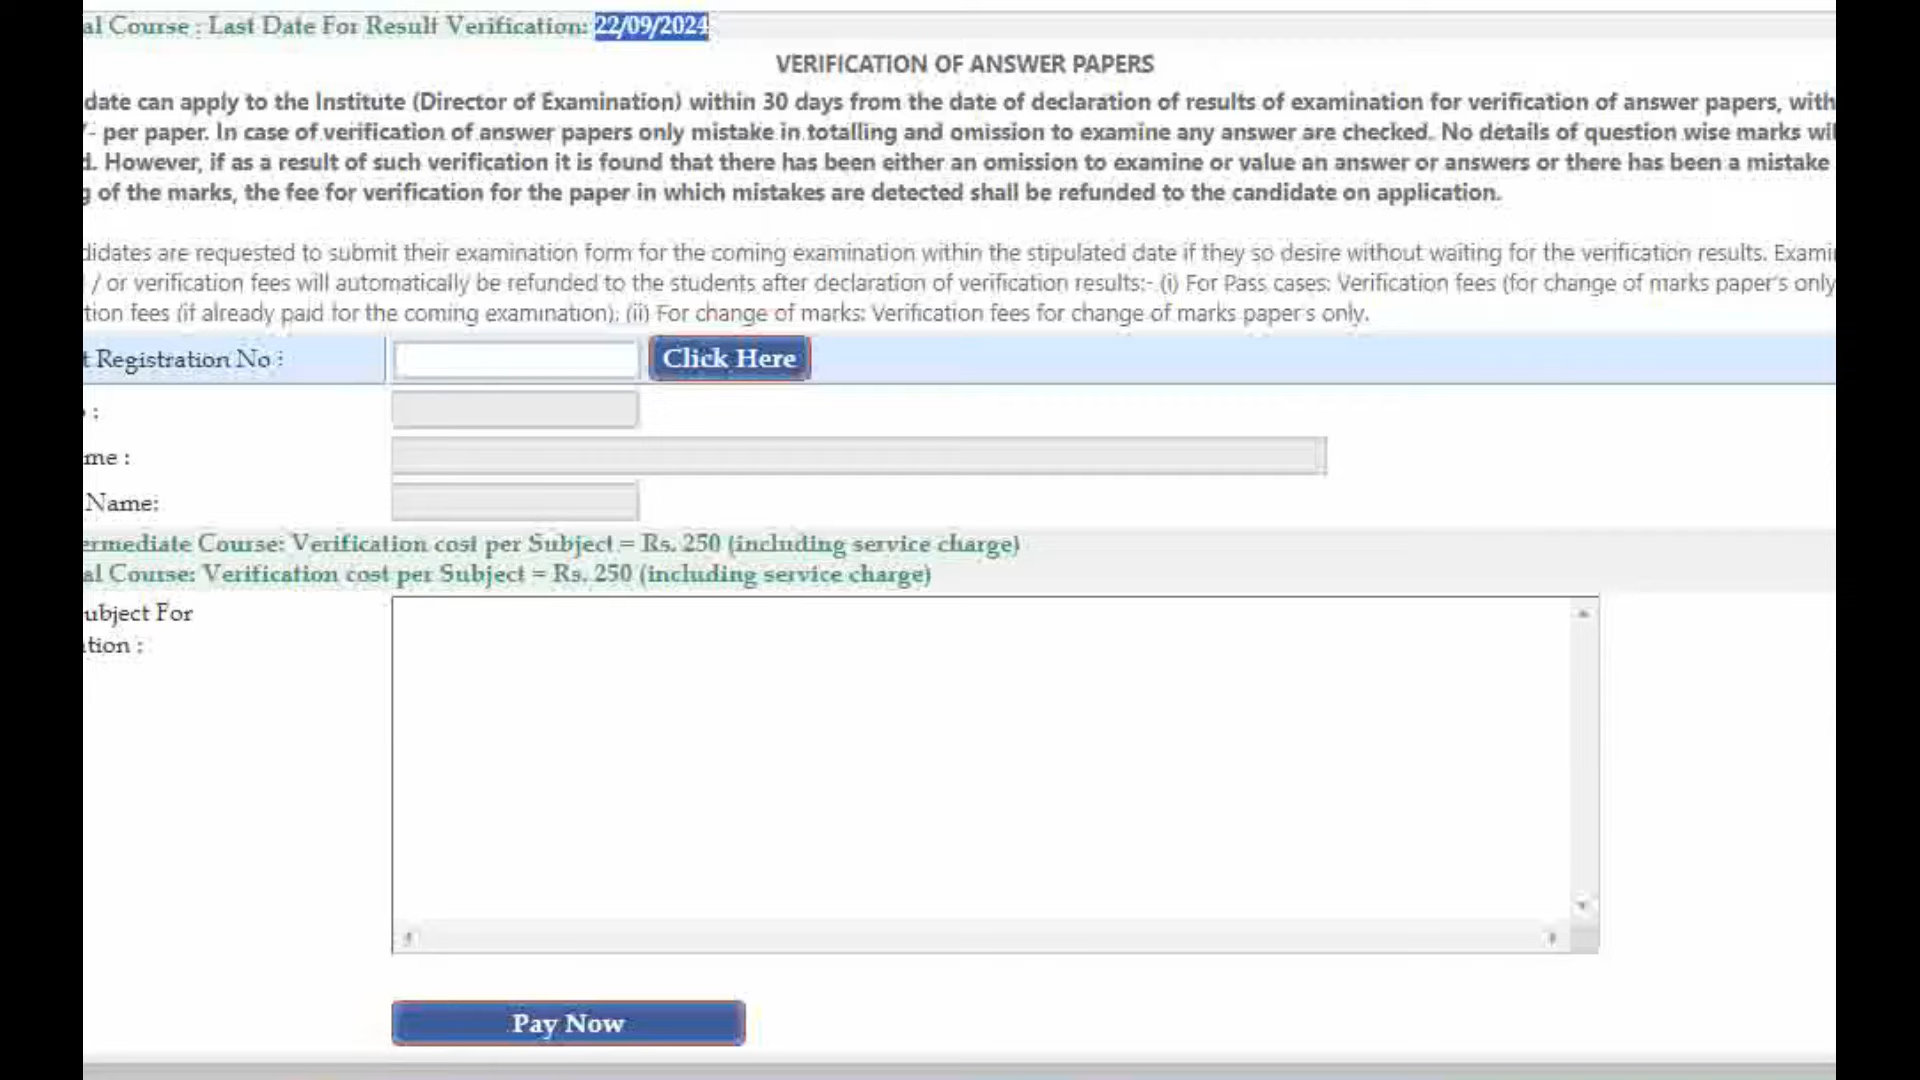 al Course : Last Date For Result Verification: 22/09/2024
VERIFICATION OF ANSWER PAPERS
date can apply to the Institute (Director of Examination) within 30 days from the date of declaration of results of examination for verification of answer papers, with
/- per paper. In case of verification of answer papers only mistake in totalling and omission to examine any answer are checked. No details of question wise marks wil
d. However, if as a result of such verification it is found that there has been either an omission to examine or value an answer or answers or there has been a mistake
g of the marks, the fee for verification for the paper in which mistakes are detected shall be refunded to the candidate on application.
didates are requested to submit their examination form for the coming examination within the stipulated date if they so desire without waiting for the verification results. Exami
/ or verification fees will automatically be refunded to the students after declaration of verification results:- (i) For Pass cases: Verification fees (for change of marks paper's only
tion fees (if already paid for the coming examination); (ii) For change of marks: Verification fees for change of marks paper's only.
t Registration No : Click Here
:
me :
Name:
ermediate Course: Verification cost per Subject = Rs. 250 (including service charge)
al Course: Verification cost per Subject = Rs. 250 (including service charge)
ubject For
tion :
Pay Now